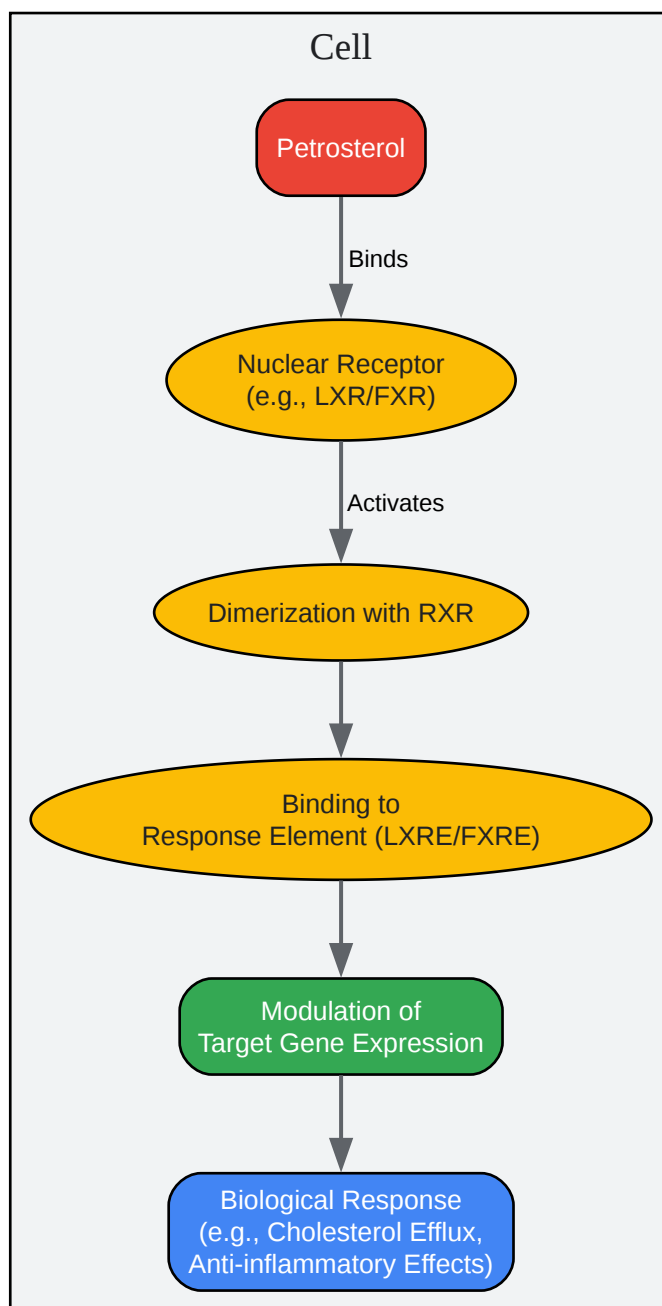 Cell
Petrosterol
Binds
Nuclear Receptor
(e.g., LXR/FXR)
Activates
Dimerization with RXR
Binding to
Response Element (LXRE/FXRE)
Modulation of
Target Gene Expression
Biological Response
(e.g., Cholesterol Efflux,
Anti-inflammatory Effects)